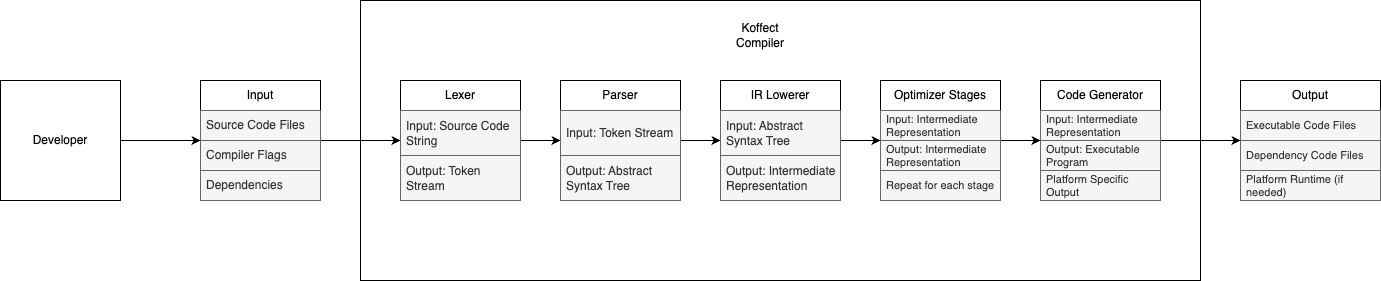 Koffect
Compiler
Developer
Input
Source Code Files
Compiler Flags
Dependencies
Lexer
Input: Source Code
String
Output: Token
Stream
Parser
Input: Token Stream
Output: Abstract
Syntax Tree
IR Lowerer
Input: Abstract
Syntax Tree
Output: Intermediate
Representation
Optimizer Stages
Input: Intermediate
Representation
Output: Intermediate
Representation
Repeat for each stage
Code Generator
Input: Intermediate
Representation
Output: Executable
Program
Platform Specific
Output
Output
Executable Code Files
Dependency Code Files
Platform Runtime (if
needed)